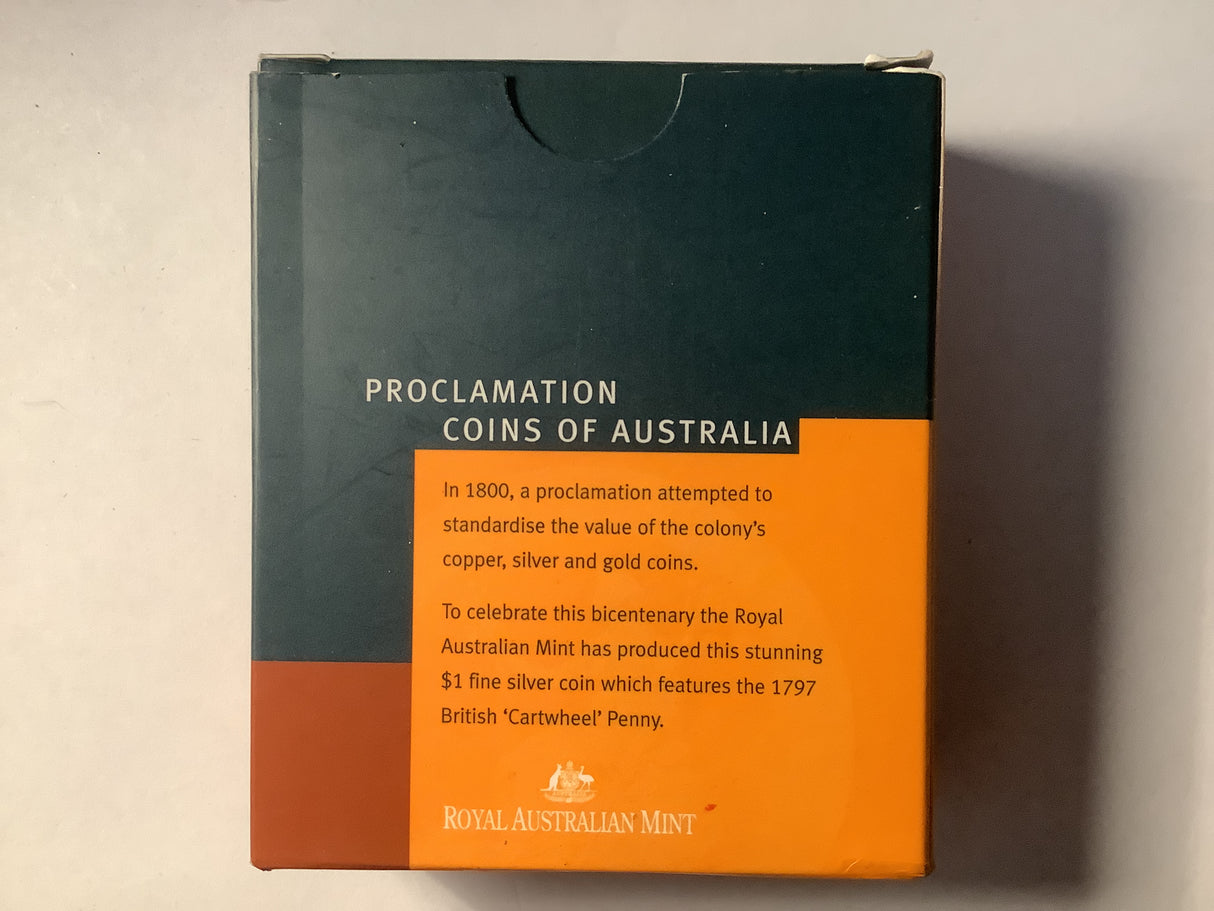 PROCLAMATION
COINS OF AUSTRALIA
In 1800, a proclamation attempted to
standardise the value of the colony's
copper, silver and gold coins.
To celebrate this bicentenary the Royal
Australian Mint has produced this stunning
$1 fine silver coin which features the 1797
British ‘Cartwheel’ Penny.
ROYAL AUSTRALIAN MINT